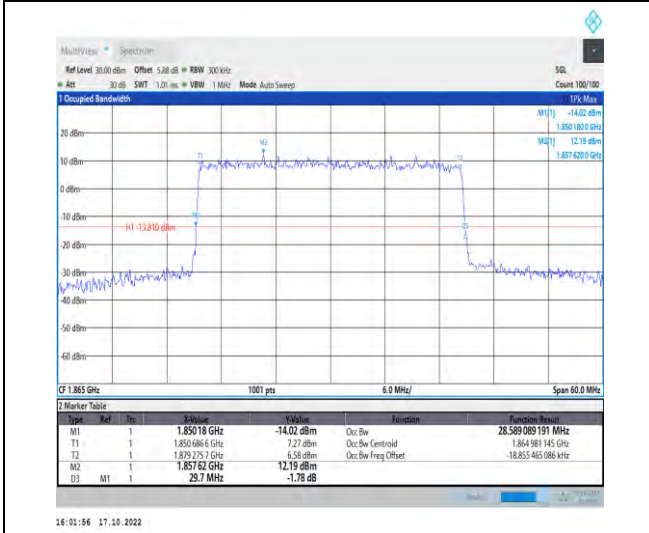 MultiView Spectrum
Ref Level 30.00 dBm Offset 5.88 dB RBW 300 kHz SGL
Att 30 dB SWT 1.01 ms VBW 1 MHz Mode Auto Sweep Count 100/100
1 Occupied Bandwidth 1Pk Max
M1[1] -14.02 dBm
1.850 180 0 GHz
M2[1] 12.19 dBm
1.857 620 0 GHz
20 dBm
M2
T1
T2
10 dBm
0 dBm
-10 dBm
M1
H1 -13.810 dBm
D3
-20 dBm
-30 dBm
-40 dBm
-50 dBm
-60 dBm
CF 1.865 GHz 1001 pts 6.0 MHz/ Span 60.0 MHz
2 Marker Table
Type Ref Trc X-Value Y-Value Function Function Result
M1 1 1.850 18 GHz -14.02 dBm Occ Bw 28.589 089 191 MHz
T1 1 1.850 686 6 GHz 7.27 dBm Occ Bw Centroid 1.864 981 145 GHz
T2 1 1.879 275 7 GHz 6.58 dBm Occ Bw Freq Offset -18.855 465 086 kHz
M2 1 1.857 62 GHz 12.19 dBm
D3 M1 1 29.7 MHz -1.78 dB
16:01:56 17.10.2022